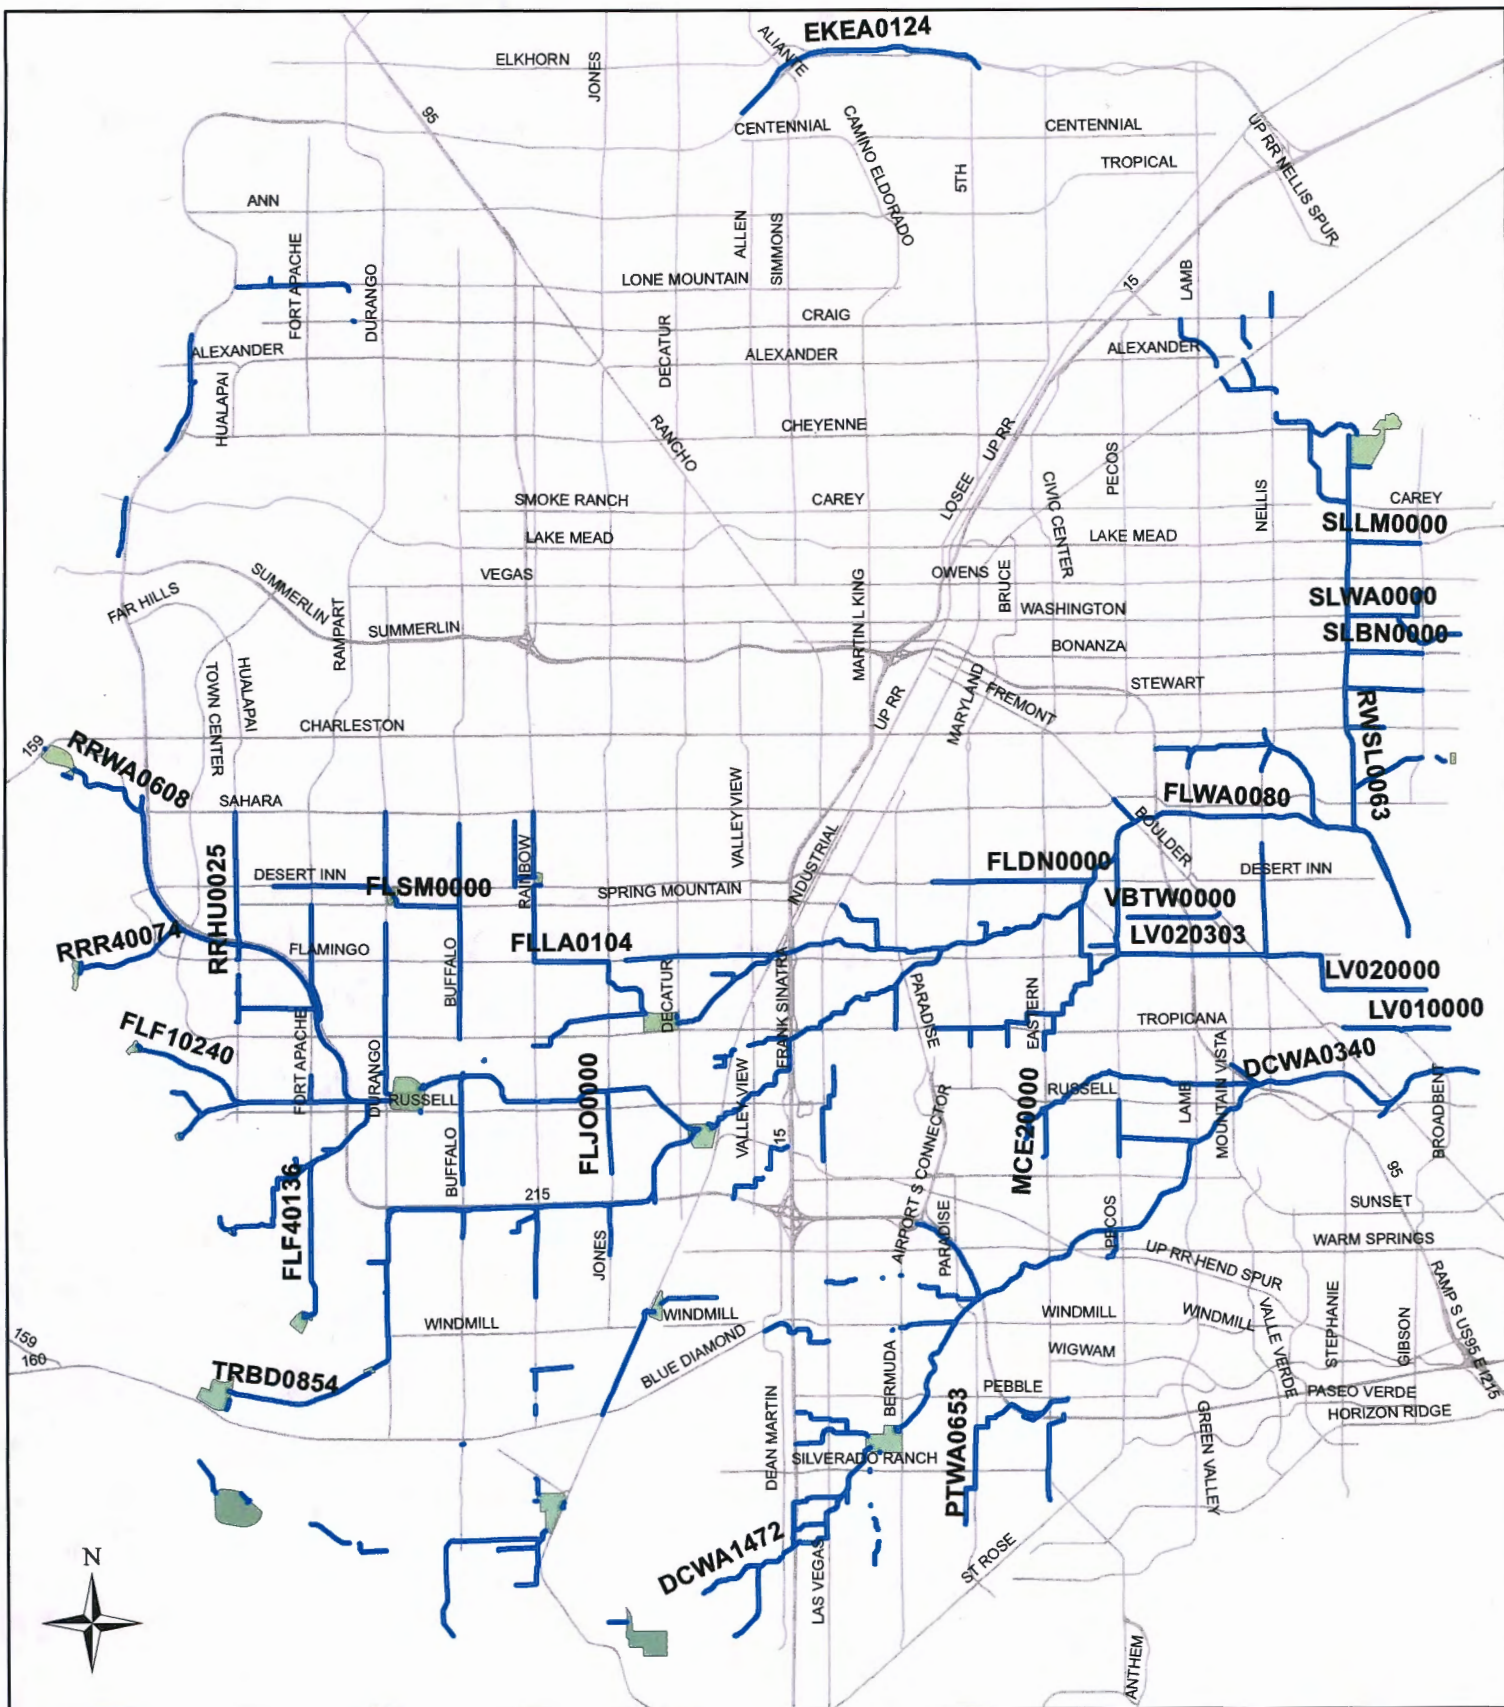 EKEA0124
ALIANTE
ELKHORN
JONES
95
CENTENNIAL
CAMINO ELDORADO
CENTENNIAL
UP RR NELLIS SPUR
TROPICAL
5TH
ANN
ALLEN
SIMMONS
FORT APACHE
DURANGO
LONE MOUNTAIN
LAMB
15
CRAIG
DECATUR
ALEXANDER
ALEXANDER
ALEXANDER
HUALAPAI
CHEYENNE
RANCHO
UP RR
LOSEE
PECOS
CIVIC CENTER
NELLIS
SMOKE RANCH
CAREY
CAREY
SLLM0000
LAKE MEAD
LAKE MEAD
VEGAS
OWENS
BRUCE
SUMMERLIN
FAR HILLS
RAMPART
MARTIN L KING
SLWA0000
WASHINGTON
SUMMERLIN
SLBN0000
BONANZA
HUALAPAI
TOWN CENTER
STEWART
MARYLAND
FREMONT
UP RR
CHARLESTON
RWSL0063
159
RRWA0608
VALLEY VIEW
SAHARA
FLWA0080
INDUSTRIAL
BOULDER
RAINBOW
FLDN0000
DESERT INN
DESERT INN
FLSM0000
SPRING MOUNTAIN
RRHU0025
VBTW0000
RRR40074
FLLA0104
LV020303
FLAMINGO
BUFFALO
DECATUR
FRANK SINATRA
LV020000
PARADISE
EASTERN
LV010000
FLF10240
TROPICANA
FORT APACHE
DURANGO
MOUNTAIN VISTA
DCWA0340
RUSSELL
FLJO0000
VALLEY VIEW
MCE20000
RUSSELL
LAMB
BROADBENT
15
BUFFALO
AIRPORT S CONNECTOR
95
FLF40136
215
PECOS
SUNSET
PARADISE
JONES
WARM SPRINGS
UP RR HEND SPUR
RAMP S US95 E I215
WINDMILL
WINDMILL
WINDMILL
WINDMILL
VALLE VERDE
STEPHANIE
GIBSON
159
160
BLUE DIAMOND
BERMUDA
WIGWAM
TRBD0854
PEBBLE
PASEO VERDE
HORIZON RIDGE
DEAN MARTIN
PTWA0653
GREEN VALLEY
SILVERADO RANCH
DCWA1472
LAS VEGAS
ST ROSE
N
ANTHEM